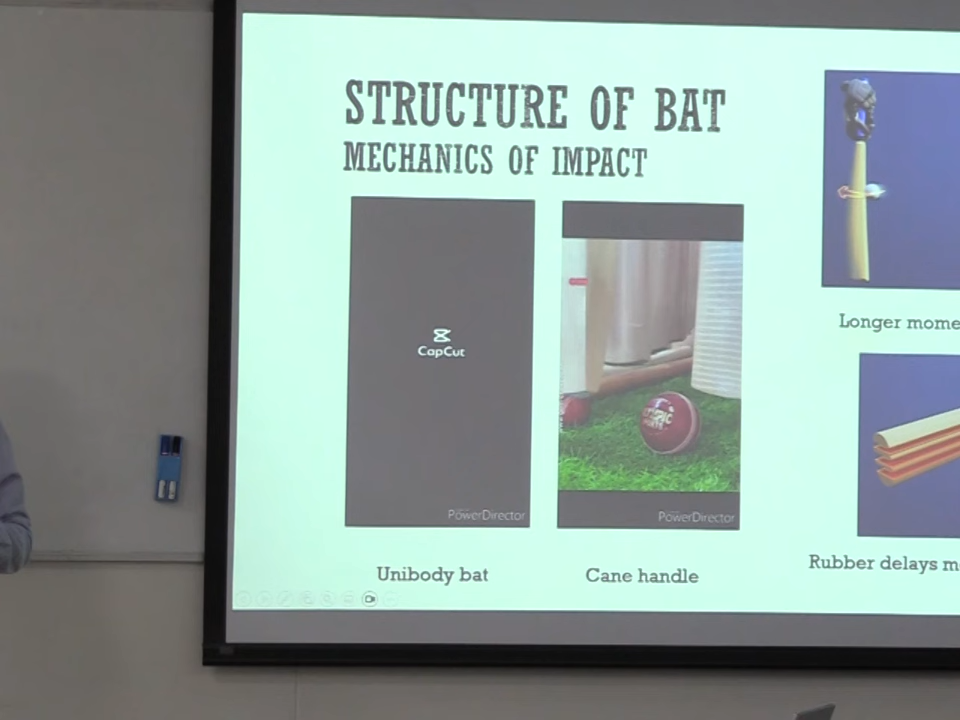 STRUCTURE OF BAT
MECHANICS OF IMPACT
CapCut
PowerDirector
PowerDirector
Unibody bat
Cane handle
Longer mome
Rubber delays m